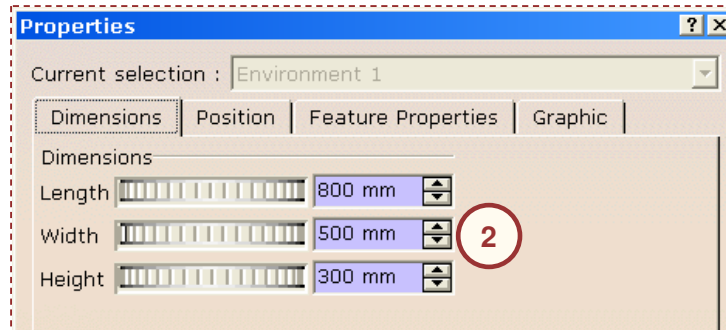 Properties
Current selection : Environment 1
Dimensions Position Feature Properties Graphic
Dimensions
Length 800 mm
Width 500 mm 2
Height 300 mm